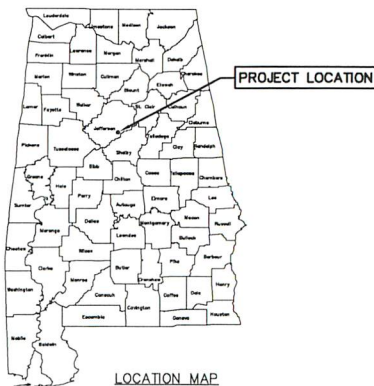 Lauderdale
Limestone
Madison
Jackson
Colbert
Franklin
Lawrence
Morgan
Marshall
DeKalb
Cherokee
Marion
Winston
Cullman
Blount
Etowah
Lamar
Fayette
Walker
Jefferson
St. Clair
Calhoun
Cleburne
PROJECT LOCATION
Pickens
Tuscaloosa
Shelby
Talladega
Clay
Randolph
Greene
Hale
Bibb
Perry
Chilton
Coosa
Tallapoosa
Chambers
Lee
Sumter
Marengo
Dallas
Autauga
Elmore
Macon
Russell
Choctaw
Wilcox
Lowndes
Montgomery
Bullock
Clarke
Butler
Pike
Barbour
Washington
Monroe
Conecuh
Crenshaw
Coffee
Dale
Henry
Escambia
Covington
Geneva
Houston
Mobile
Baldwin
LOCATION MAP